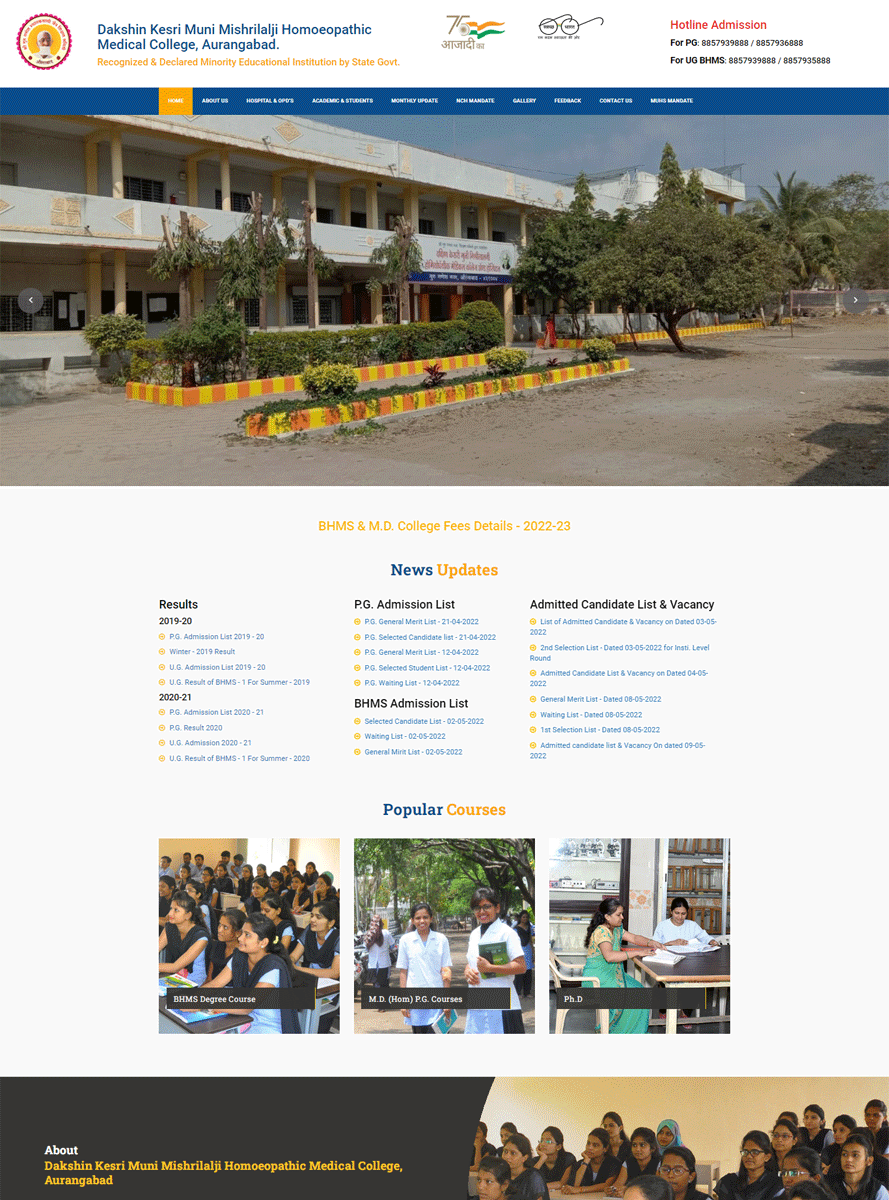 Dakshin Kesri Muni Mishrilalji Homoeopathic
Medical College, Aurangabad.
Recognized & Declared Minority Educational Institution by State Govt.
75
आजादी का
Hotline Admission
For PG: 8857939888 / 8857936888
For UG BHMS: 8857939888 / 8857935888
HOME
ABOUT US
HOSPITAL & OPD'S
ACADEMIC & STUDENTS
MONTHLY UPDATE
NCH MANDATE
GALLERY
FEEDBACK
CONTACT US
MUHS MANDATE
BHMS & M.D. College Fees Details - 2022-23
News Updates
Results
2019-20
P.G. Admission List 2019 - 20
Winter - 2019 Result
U.G. Admission List 2019 - 20
U.G. Result of BHMS - 1 For Summer - 2019
2020-21
P.G. Admission List 2020 - 21
P.G. Result 2020
U.G. Admission 2020 - 21
U.G. Result of BHMS - 1 For Summer - 2020
P.G. Admission List
P.G. General Merit List - 21-04-2022
P.G. Selected Candidate list - 21-04-2022
P.G. General Merit List - 12-04-2022
P.G. Selected Student List - 12-04-2022
P.G. Waiting List - 12-04-2022
BHMS Admission List
Selected Candidate List - 02-05-2022
Waiting List - 02-05-2022
General Mirit List - 02-05-2022
Admitted Candidate List & Vacancy
List of Admitted Candidate & Vacancy on Dated 03-05-
2022
2nd Selection List - Dated 03-05-2022 for Insti. Level
Round
Admitted Candidate List & Vacancy on Dated 04-05-
2022
General Merit List - Dated 08-05-2022
Waiting List - Dated 08-05-2022
1st Selection List - Dated 08-05-2022
Admitted candidate list & Vacancy On dated 09-05-
2022
Popular Courses
BHMS Degree Course
M.D. (Hom) P.G. Courses
Ph.D
About
Dakshin Kesri Muni Mishrilalji Homoeopathic Medical College,
Aurangabad